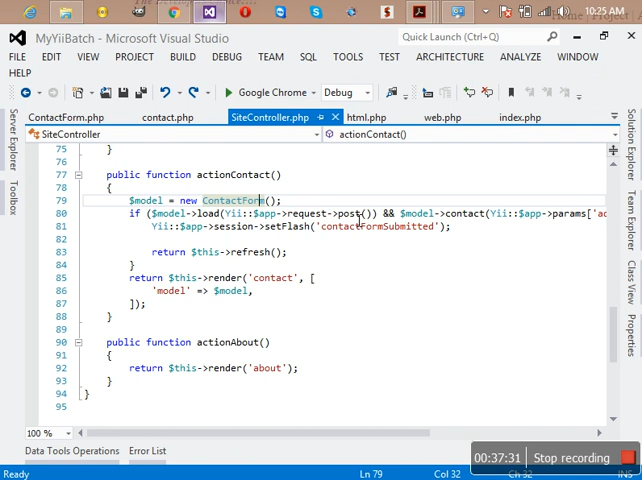 10:25 AM
Home | Project | A
MyYiiBatch - Microsoft Visual Studio
Quick Launch (Ctrl+Q)
FILE EDIT VIEW PROJECT BUILD DEBUG TEAM SQL TOOLS TEST ARCHITECTURE ANALYZE WINDOW
HELP
Google Chrome Debug
ContactForm.php contact.php SiteController.php html.php web.php index.php
SiteController actionContact()
Server Explorer
Toolbox
Solution Explorer
Team Explorer
Class View
Properties
75 }
76
77 public function actionContact()
78 {
79 $model = new ContactForm();
80 if ($model->load(Yii::$app->request->post()) && $model->contact(Yii::$app->params['ad
81 Yii::$app->session->setFlash('contactFormSubmitted');
82
83 return $this->refresh();
84 }
85 return $this->render('contact', [
86 'model' => $model,
87 ]);
88 }
89
90 public function actionAbout()
91 {
92 return $this->render('about');
93 }
94 }
95
100 %
Data Tools Operations Error List
00:37:31 Stop recording
Ready Ln 79 Col 32 Ch 32 INS